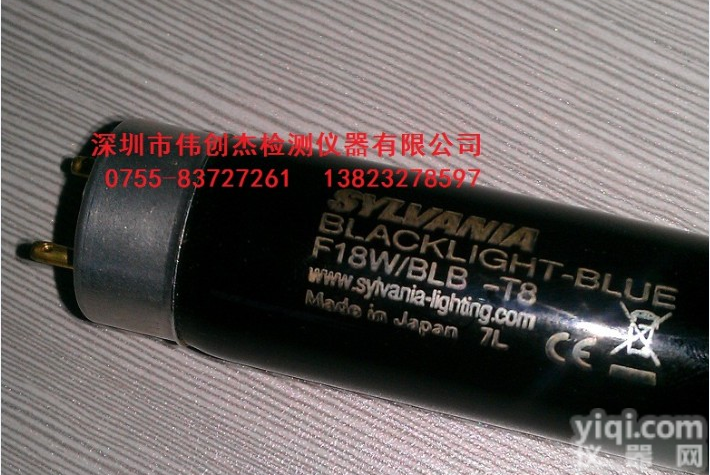 深圳市伟创杰检测仪器有限公司
0755-83727261 13823278597
SYLVANIA
BLACKLIGHT-BLUE
F18W/BLB -T8
www.sylvania-lighting.com
Made in Japan 7L
CE
yiqi.com
仪器网